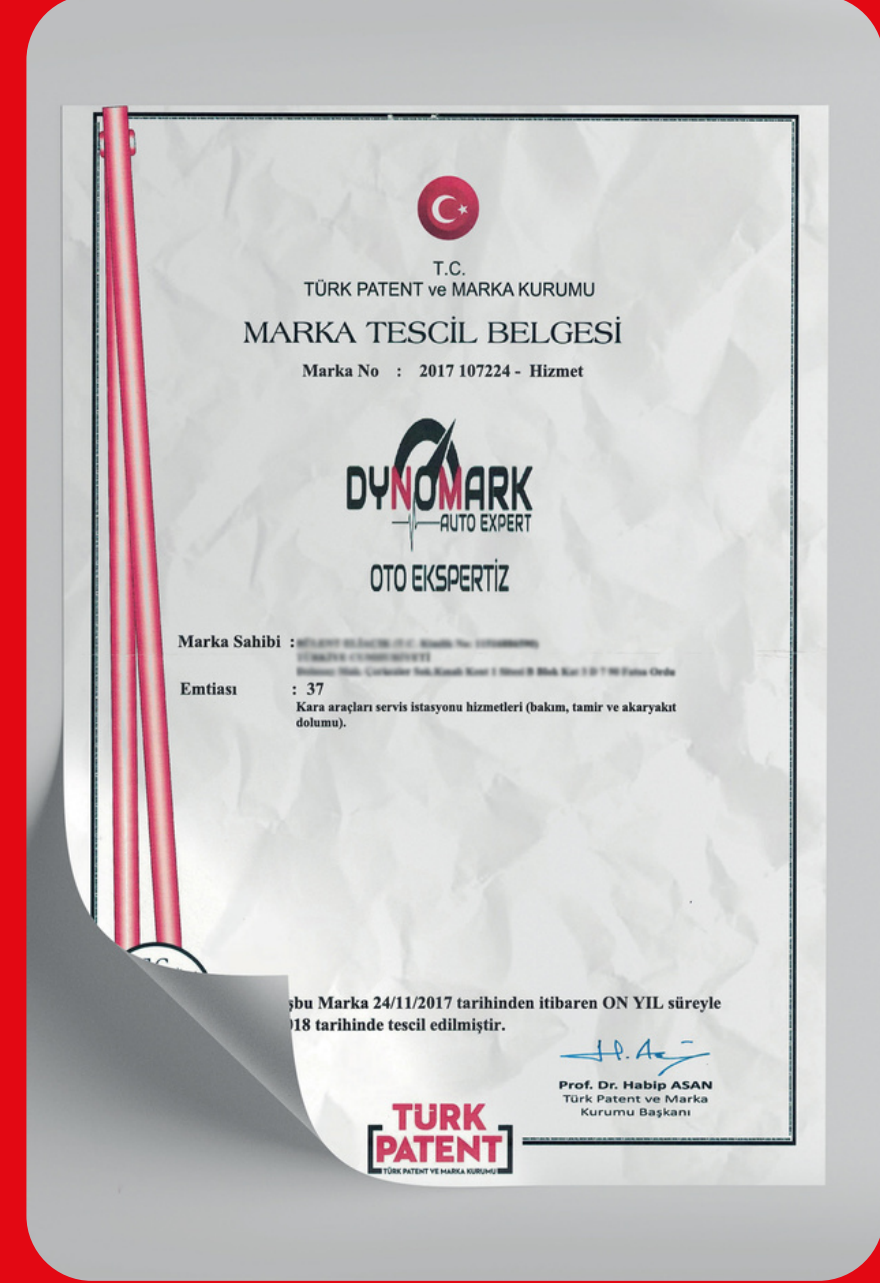 T.C.
TÜRK PATENT ve MARKA KURUMU
MARKA TESCİL BELGESİ
Marka No : 2017 107224 - Hizmet
DYNOMARK
AUTO EXPERT
OTO EKSPERTİZ
Marka Sahibi :
Emtiası : 37
Kara araçları servis istasyonu hizmetleri (bakım, tamir ve akaryakıt
dolumu).
şbu Marka 24/11/2017 tarihinden itibaren ON YIL süreyle
18 tarihinde tescil edilmiştir.
Prof. Dr. Habip ASAN
Türk Patent ve Marka
Kurumu Başkanı
TÜRK
PATENT
TÜRK PATENT VE MARKA KURUMU